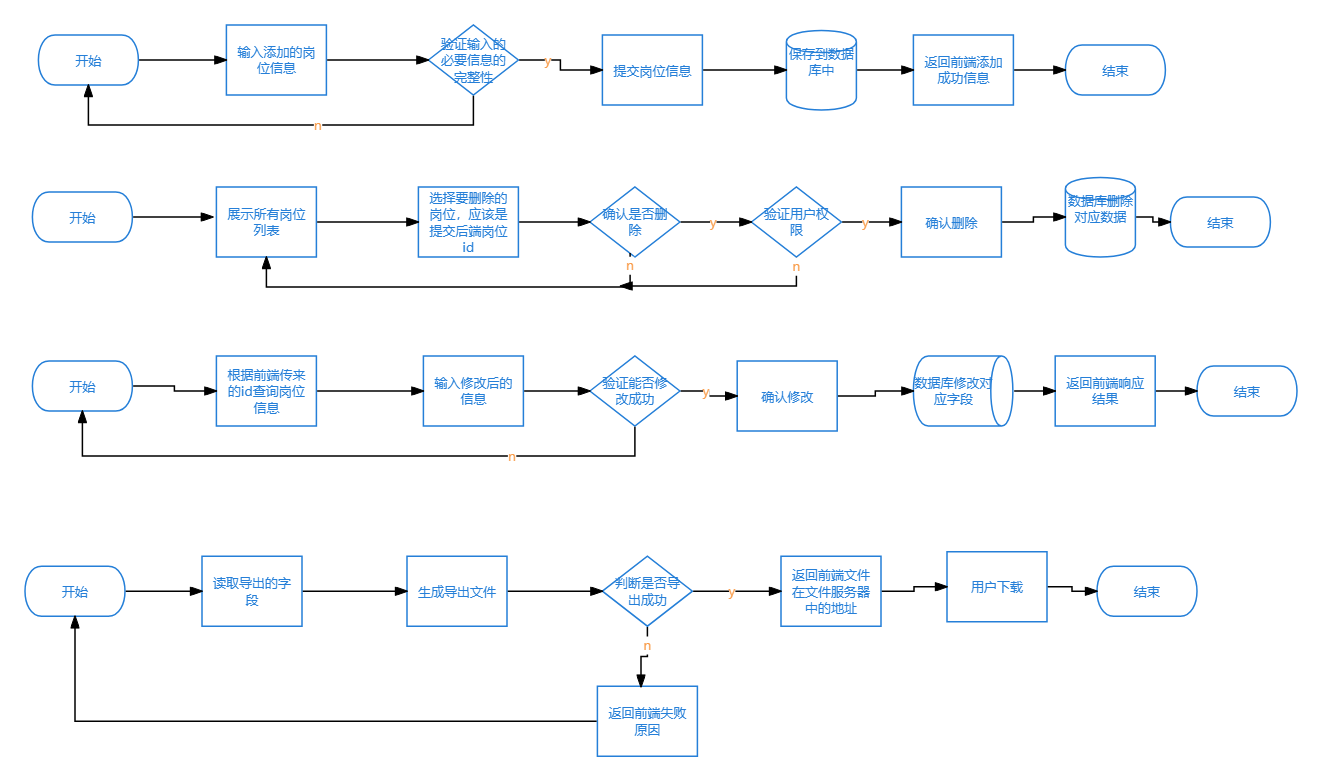 开始
输入添加的岗
位信息
验证输入的
必要信息的
完整性
y
提交岗位信息
保存到数据
库中
返回前端添加
成功信息
结束
n
开始
展示所有岗位
列表
选择要删除的
岗位，应该是
提交后端岗位
id
确认是否删
除
y
验证用户权
限
y
确认删除
数据库删除
对应数据
结束
n
n
开始
根据前端传来
的id查询岗位
信息
输入修改后的
信息
验证能否修
改成功
y
确认修改
数据库修改对
应字段
返回前端响应
结果
结束
n
开始
读取导出的字
段
生成导出文件
判断是否导
出成功
y
返回前端文件
在文件服务器
中的地址
用户下载
结束
n
返回前端失败
原因